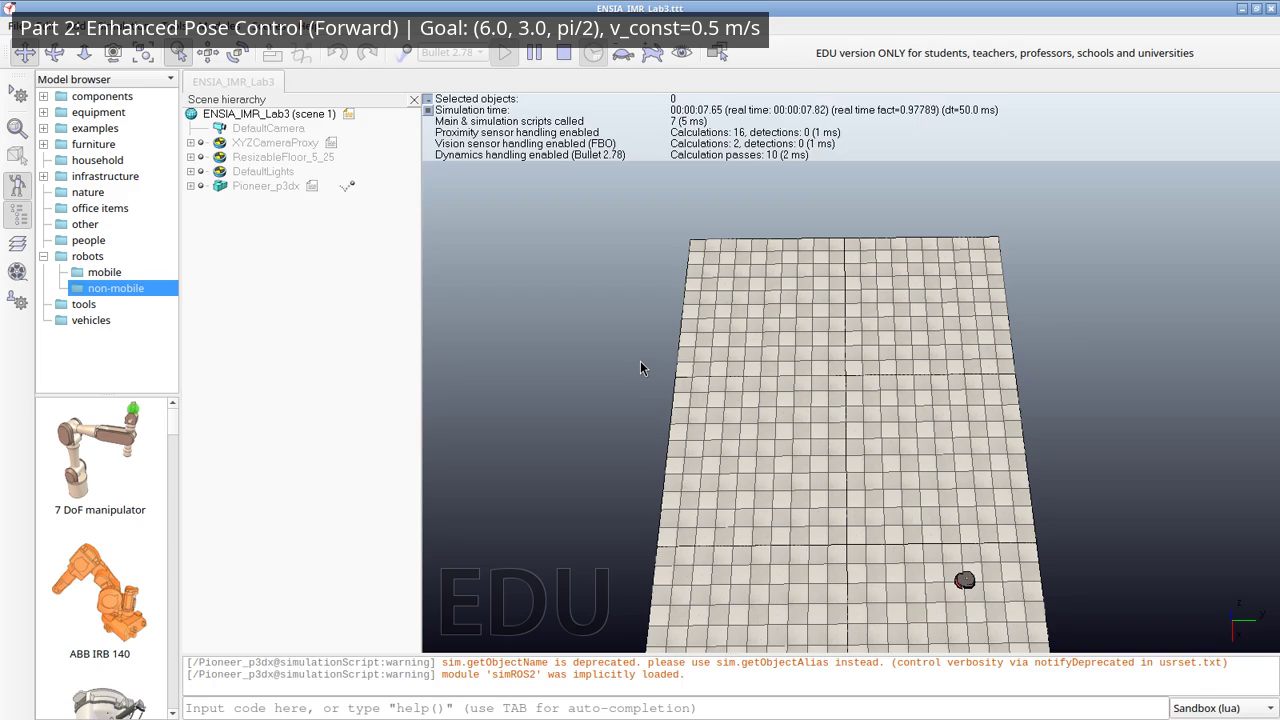 ENSIA_IMR_Lab3.ttt
Part 2: Enhanced Pose Control (Forward) | Goal: (6.0, 3.0, pi/2), v_const=0.5 m/s
Bullet 2.78
EDU version ONLY for students, teachers, professors, schools and universities
Model browser
components
equipment
examples
furniture
household
infrastructure
nature
office items
other
people
robots
mobile
non-mobile
tools
vehicles
7 DoF manipulator
ABB IRB 140
ENSIA_IMR_Lab3
Scene hierarchy
ENSIA_IMR_Lab3 (scene 1)
DefaultCamera
XYZCameraProxy
ResizableFloor_5_25
DefaultLights
Pioneer_p3dx
Selected objects: 0
Simulation time: 00:00:07.65 (real time: 00:00:07.82) (real time fact=0.97789) (dt=50.0 ms)
Main & simulation scripts called 7 (5 ms)
Proximity sensor handling enabled Calculations: 16, detections: 0 (1 ms)
Vision sensor handling enabled (FBO) Calculations: 2, detections: 0 (1 ms)
Dynamics handling enabled (Bullet 2.78) Calculation passes: 10 (2 ms)
EDU
z
[/Pioneer_p3dx@simulationScript:warning] sim.getObjectName is deprecated. please use sim.getObjectAlias instead. (control verbosity via notifyDeprecated in usrset.txt)
[/Pioneer_p3dx@simulationScript:warning] module 'simROS2' was implicitly loaded.
Input code here, or type "help()" (use TAB for auto-completion)
Sandbox (lua)